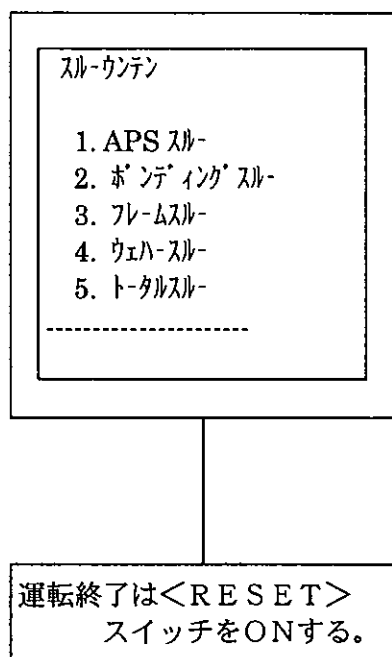 ｽﾙｰｳﾝﾃﾝ
1. APS ｽﾙｰ
2. ﾎﾞﾝﾃﾞｨﾝｸﾞｽﾙｰ
3. ﾌﾚｰﾑｽﾙｰ
4. ｳｪﾊｰｽﾙｰ
5. ﾄｰﾀﾙｽﾙｰ
運転終了は＜ＲＥＳＥＴ＞
スイッチをＯＮする。